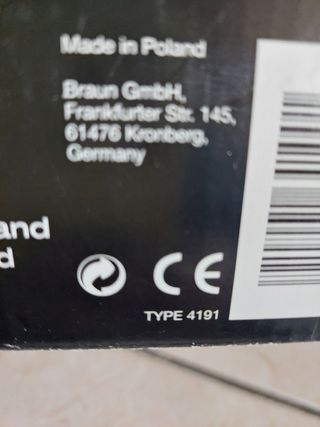 Made in Poland
Braun GmbH,
Frankfurter Str. 145,
61476 Kronberg,
Germany
and
d
CE
TYPE 4191